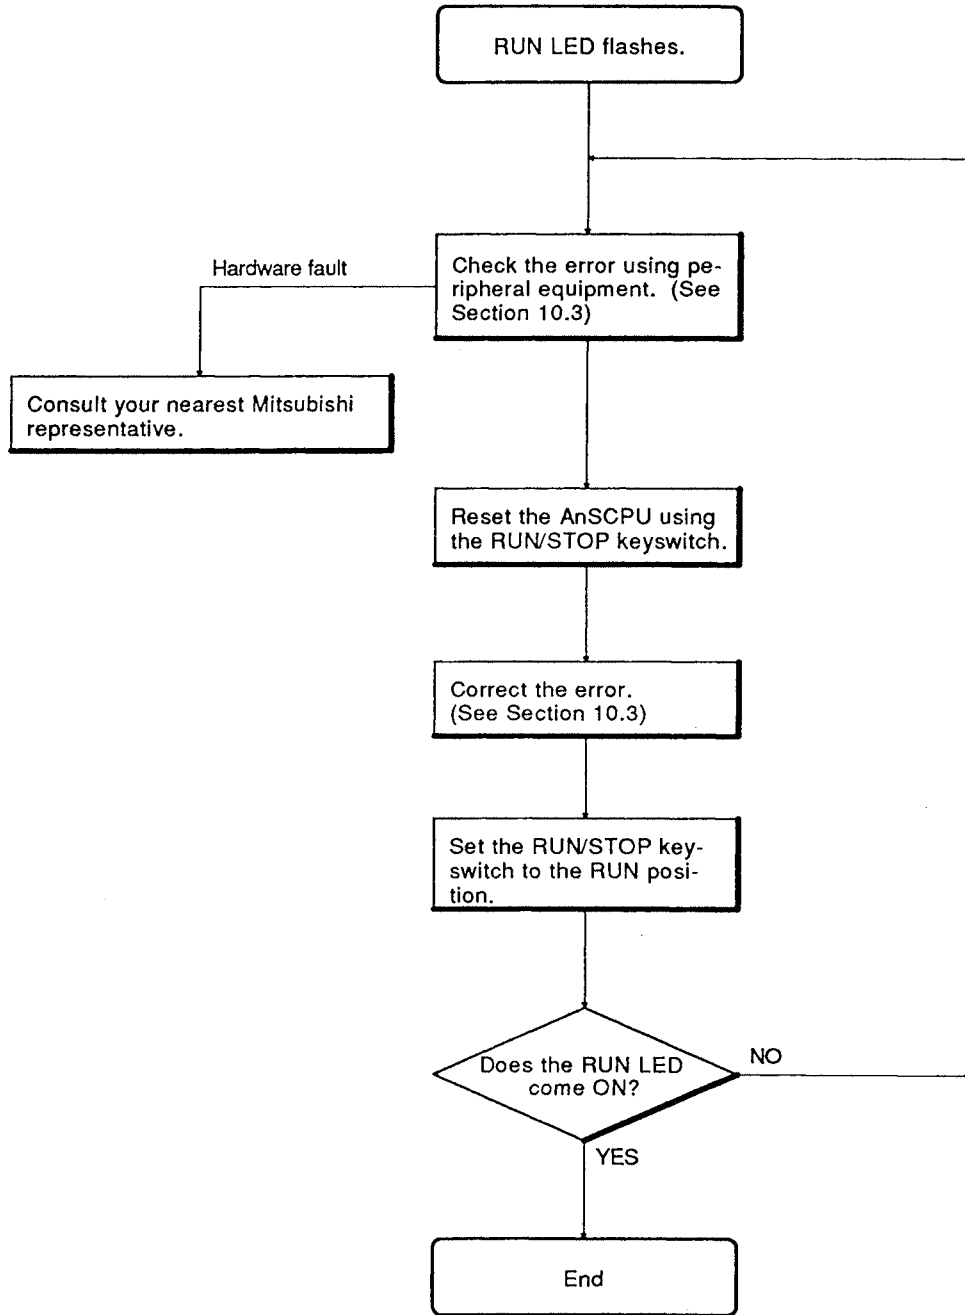 RUN LED flashes.
Check the error using pe-
ripheral equipment. (See
Section 10.3)
Hardware fault
Consult your nearest Mitsubishi
representative.
Reset the AnSCPU using
the RUN/STOP keyswitch.
Correct the error.
(See Section 10.3)
Set the RUN/STOP key-
switch to the RUN posi-
tion.
Does the RUN LED
come ON?
NO
YES
End